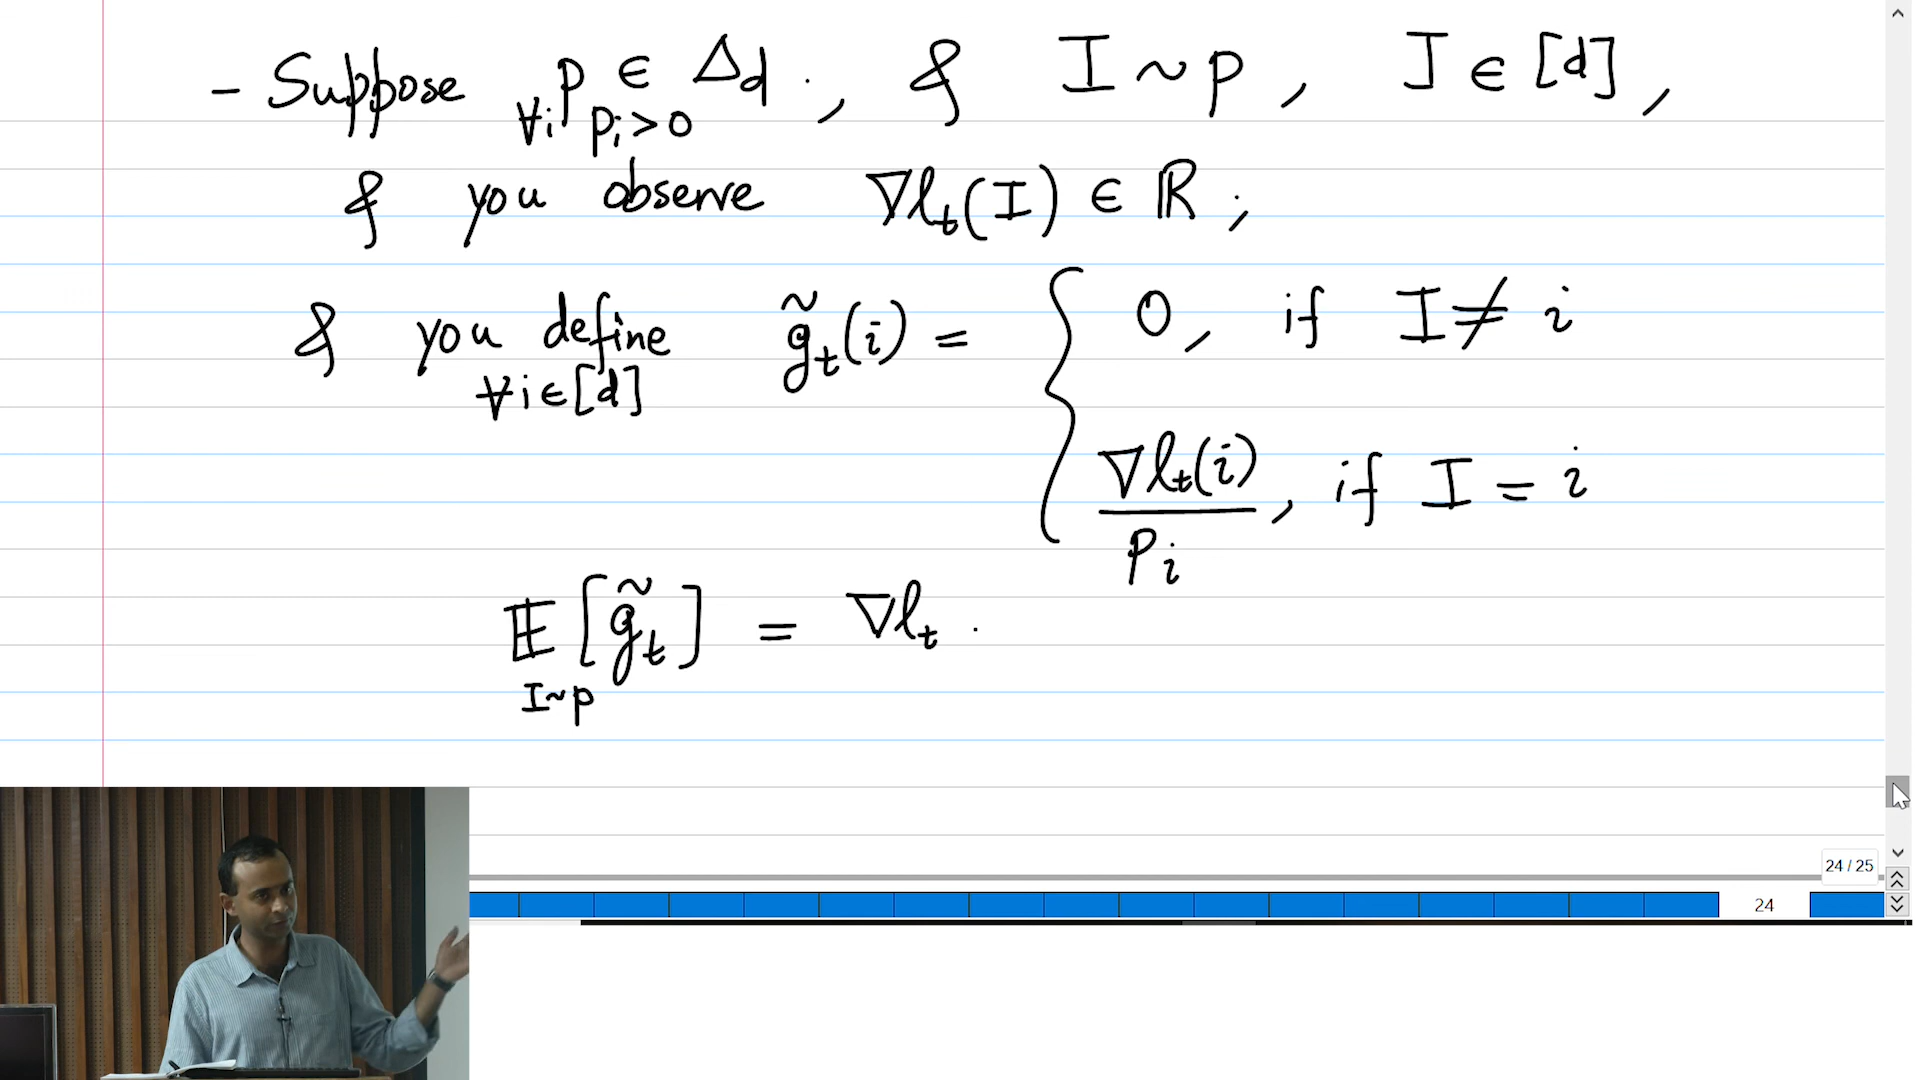 - Suppose p ∈ Δd ., & I ~ p, I ∈ [d],
∀i pᵢ > 0
& you observe ∇lₜ(I) ∈ ℝ ;
& you define g̃ₜ(i) = { 0, if I ≠ i
∀i ∈ [d]
∇lₜ(i) / pᵢ, if I = i
𝔼 [g̃ₜ] = ∇lₜ .
I~p
24 / 25
24